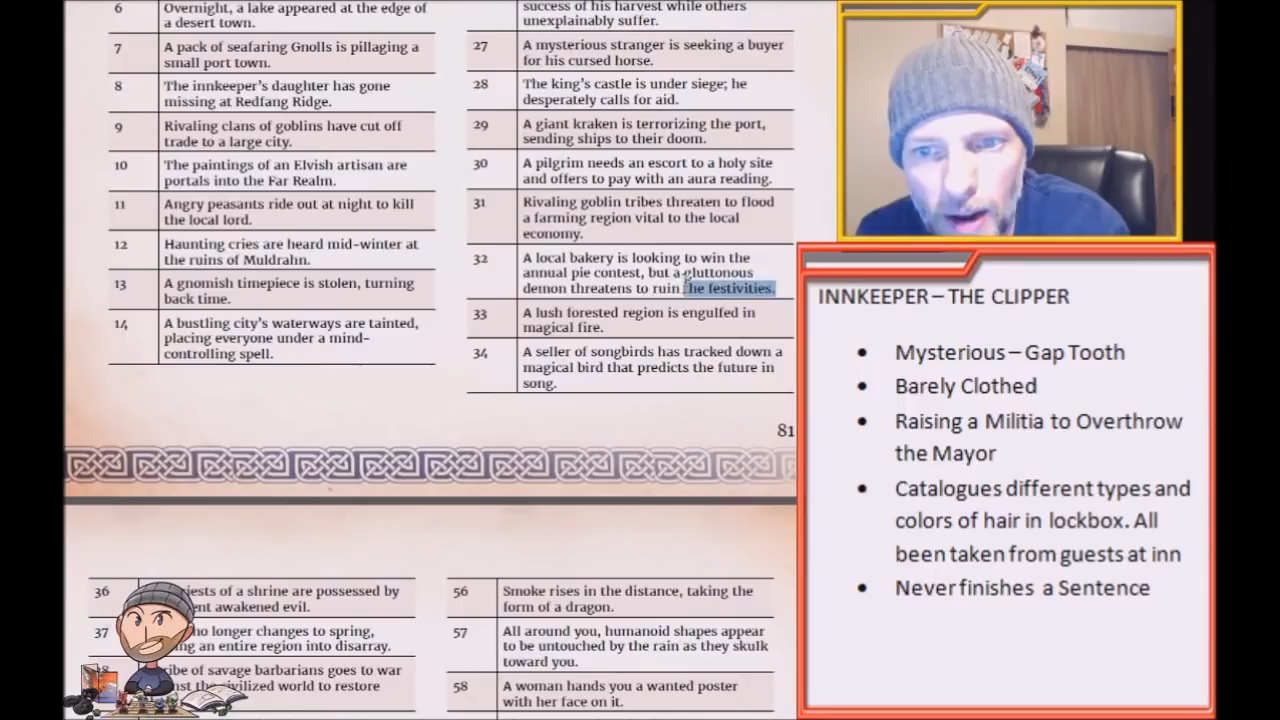 6 Overnight, a lake appeared at the edge of
a desert town.
7 A pack of seafaring Gnolls is pillaging a
small port town.
8 The innkeeper's daughter has gone
missing at Redfang Ridge.
9 Rivaling clans of goblins have cut off
trade to a large city.
10 The paintings of an Elvish artisan are
portals into the Far Realm.
11 Angry peasants ride out at night to kill
the local lord.
12 Haunting cries are heard mid-winter at
the ruins of Muldrahn.
13 A gnomish timepiece is stolen, turning
back time.
14 A bustling city's waterways are tainted,
placing everyone under a mind-
controlling spell.
success of his harvest while others
unexplainably suffer.
27 A mysterious stranger is seeking a buyer
for his cursed horse.
28 The king's castle is under siege; he
desperately calls for aid.
29 A giant kraken is terrorizing the port,
sending ships to their doom.
30 A pilgrim needs an escort to a holy site
and offers to pay with an aura reading.
31 Rivaling goblin tribes threaten to flood
a farming region vital to the local
economy.
32 A local bakery is looking to win the
annual pie contest, but a gluttonous
demon threatens to ruin the festivities.
33 A lush forested region is engulfed in
magical fire.
34 A seller of songbirds has tracked down a
magical bird that predicts the future in
song.
81
36 of a shrine are possessed by
awakened evil.
37 no longer changes to spring,
an entire region into disarray.
of savage barbarians goes to war
civilized world to restore
56 Smoke rises in the distance, taking the
form of a dragon.
57 All around you, humanoid shapes appear
to be untouched by the rain as they skulk
toward you.
58 A woman hands you a wanted poster
with her face on it.
INNKEEPER – THE CLIPPER
• Mysterious – Gap Tooth
• Barely Clothed
• Raising a Militia to Overthrow
the Mayor
• Catalogues different types and
colors of hair in lockbox. All
been taken from guests at inn
• Never finishes a Sentence